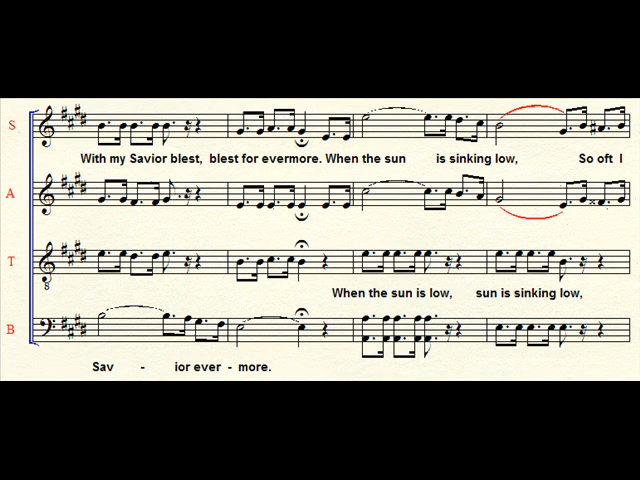 S
With my Savior blest, blest for evermore. When the sun is sinking low, So oft I
A
T
8
When the sun is low, sun is sinking low,
B
Sav - ior ever - more.